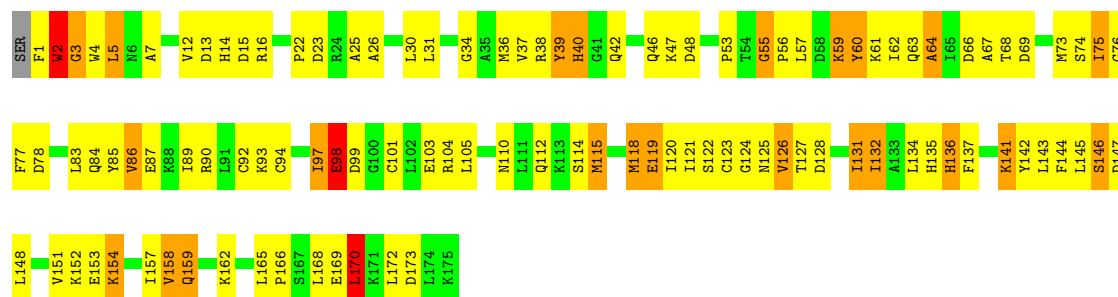 SER F1 W2 G3 W4 L5 N6 A7 V12 D13 H14 D15 R16 P22 D23 R24 A25 A26 L30 L31 G34 A35 M36 V37 R38 Y39 H40 G41 Q42 Q46 K47 D48 P53 T54 G55 P56 L57 D58 K59 Y60 K61 I62 Q63 A64 I65 D66 A67 T68 D69 M73 S74 I75
F77 D78 L83 Q84 Y85 V86 E87 K88 I89 R90 L91 C92 K93 C94 I97 E98 D99 G100 C101 L102 E103 R104 L105 N110 L111 Q112 K113 S114 M115 M118 E119 I120 I121 S122 C123 G124 N125 V126 T127 D128 I131 I132 A133 L134 H135 H136 F137 K141 Y142 L143 F144 L145 S146 D147
L148 V151 K152 E153 K154 I157 V158 Q159 K162 L165 P166 S167 L168 E169 L170 K171 L172 D173 L174 K175